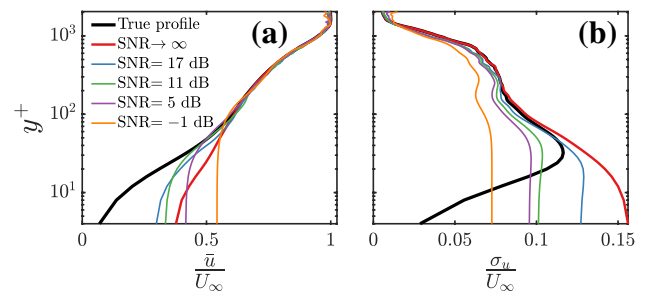 True profile
SNR→ ∞
SNR= 17 dB
SNR= 11 dB
SNR= 5 dB
SNR= −1 dB
(a)
(b)
10³
10²
10¹
y⁺
0
0.5
1
0
0.05
0.1
0.15
ū
U∞
σᵤ
U∞